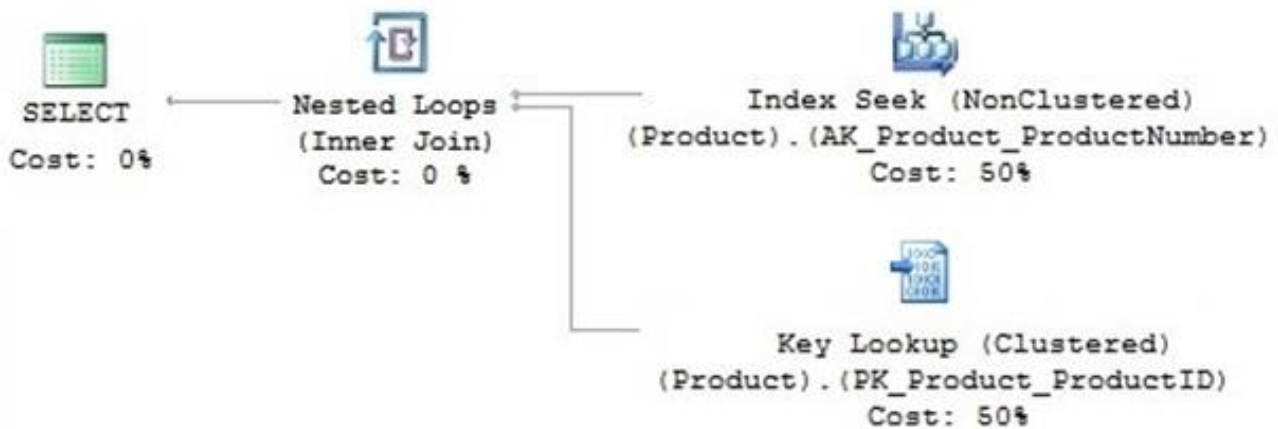 SELECT
Cost: 0%
Nested Loops
(Inner Join)
Cost: 0 %
Index Seek (NonClustered)
(Product).(AK_Product_ProductNumber)
Cost: 50%
Key Lookup (Clustered)
(Product).(PK_Product_ProductID)
Cost: 50%